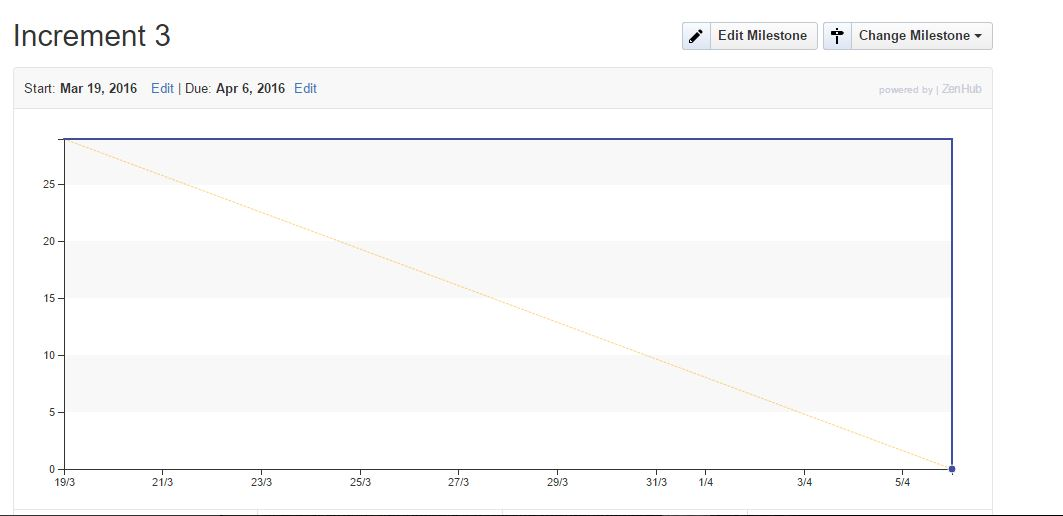 Increment 3
Edit Milestone
Change Milestone
Start: Mar 19, 2016 Edit | Due: Apr 6, 2016 Edit
powered by | ZenHub
25
20
15
10
5
0
19/3 21/3 23/3 25/3 27/3 29/3 31/3 1/4 3/4 5/4